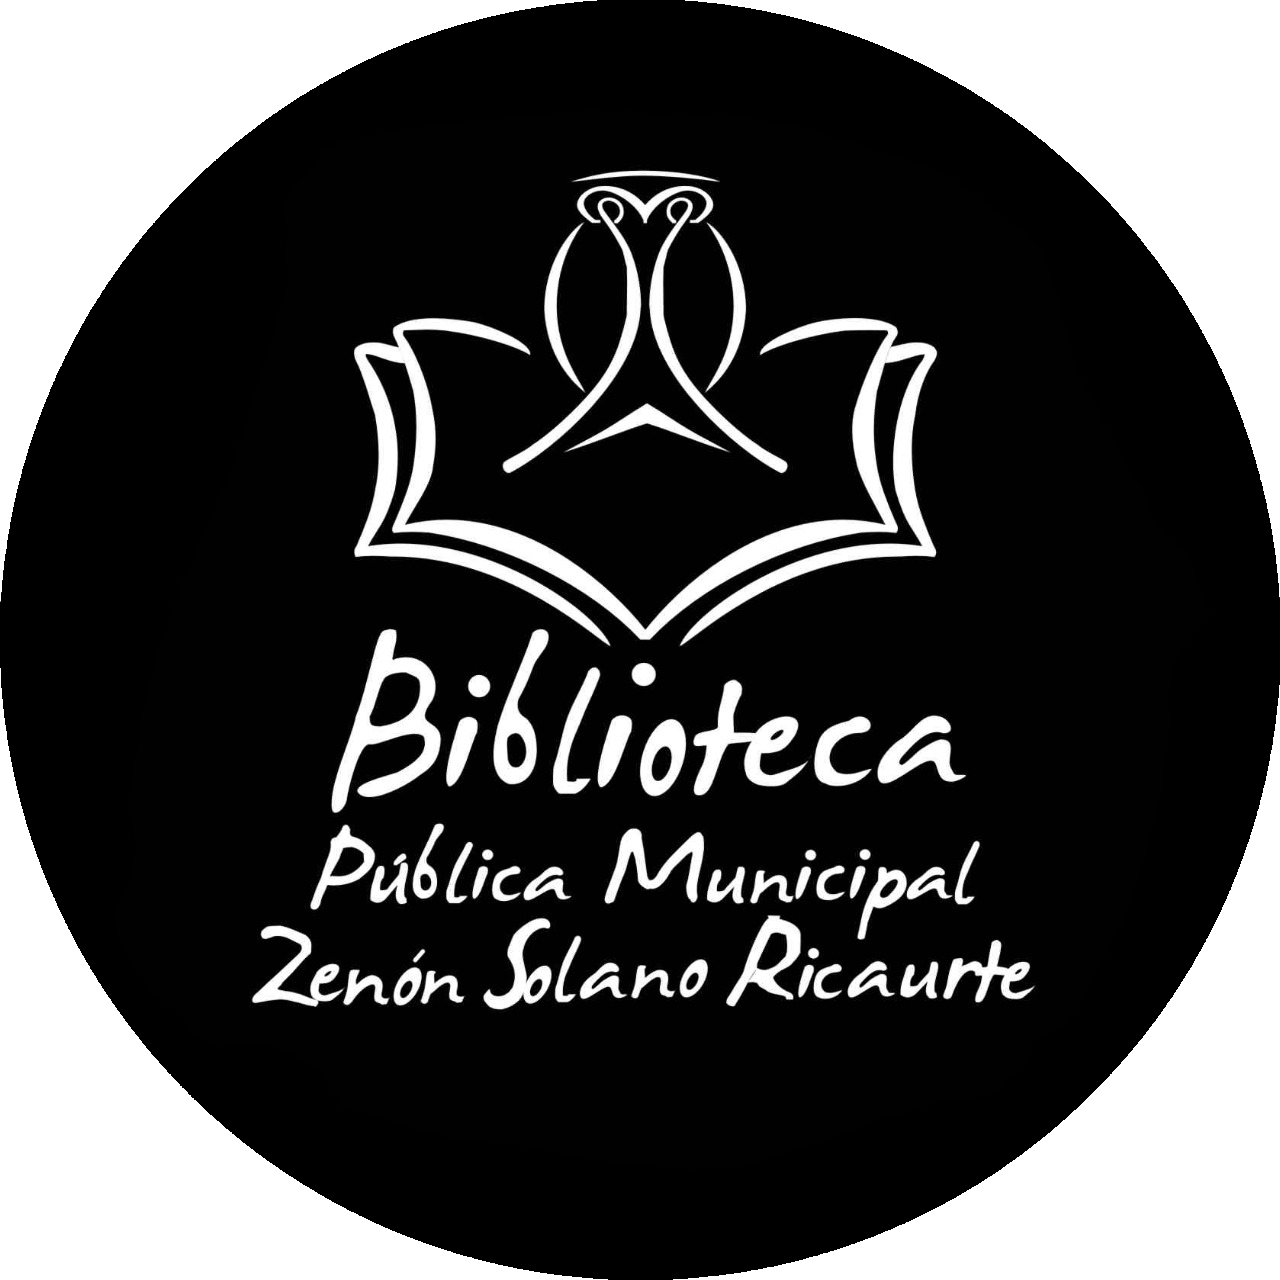 Biblioteca
Pública Municipal
Zenón Solano Ricaurte